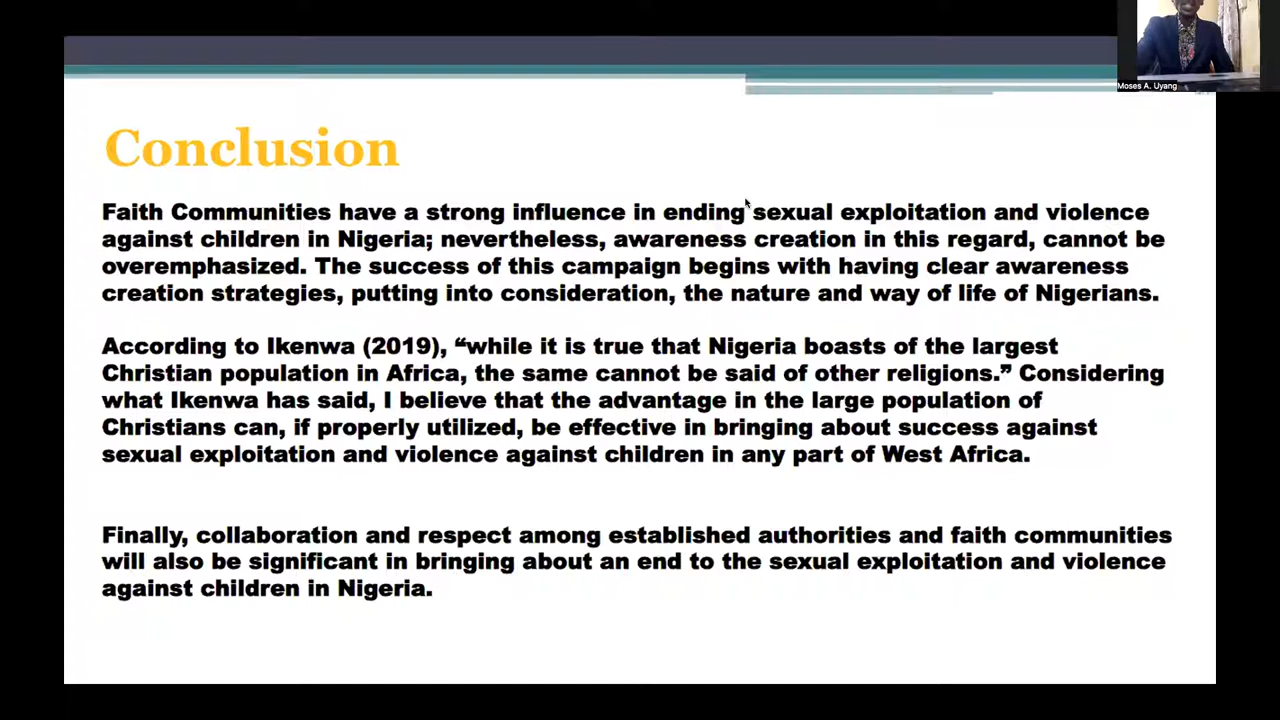 Moses A. Uyang
Conclusion
Faith Communities have a strong influence in ending sexual exploitation and violence
against children in Nigeria; nevertheless, awareness creation in this regard, cannot be
overemphasized. The success of this campaign begins with having clear awareness
creation strategies, putting into consideration, the nature and way of life of Nigerians.
According to Ikenwa (2019), “while it is true that Nigeria boasts of the largest
Christian population in Africa, the same cannot be said of other religions.” Considering
what Ikenwa has said, I believe that the advantage in the large population of
Christians can, if properly utilized, be effective in bringing about success against
sexual exploitation and violence against children in any part of West Africa.
Finally, collaboration and respect among established authorities and faith communities
will also be significant in bringing about an end to the sexual exploitation and violence
against children in Nigeria.